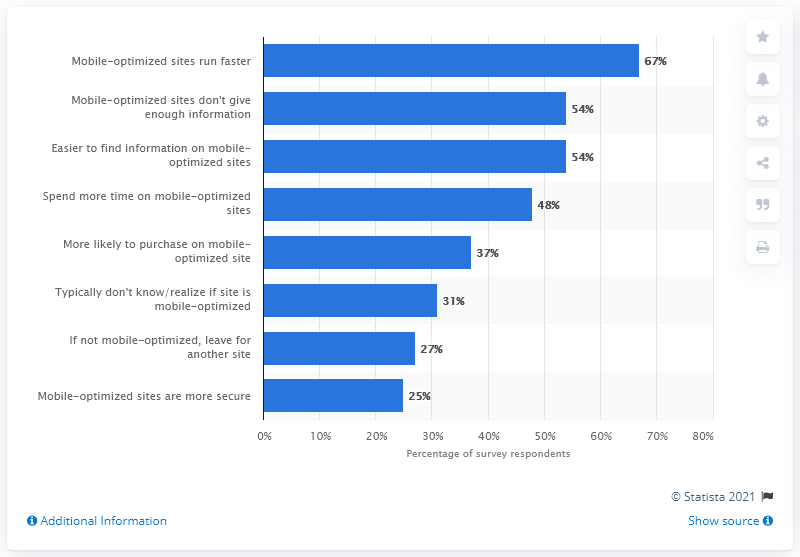 Mobile-optimized sites run faster
67%
Mobile-optimized sites don't give
enough information
54%
Easier to find information on mobile-
optimized sites
54%
Spend more time on mobile-optimized
sites
48%
More likely to purchase on mobile-
optimized site
37%
Typically don't know/realize if site is
mobile-optimized
31%
If not mobile-optimized, leave for
another site
27%
Mobile-optimized sites are more secure
25%
0% 10% 20% 30% 40% 50% 60% 70% 80%
Percentage of survey respondents
© Statista 2021
Additional Information
Show source